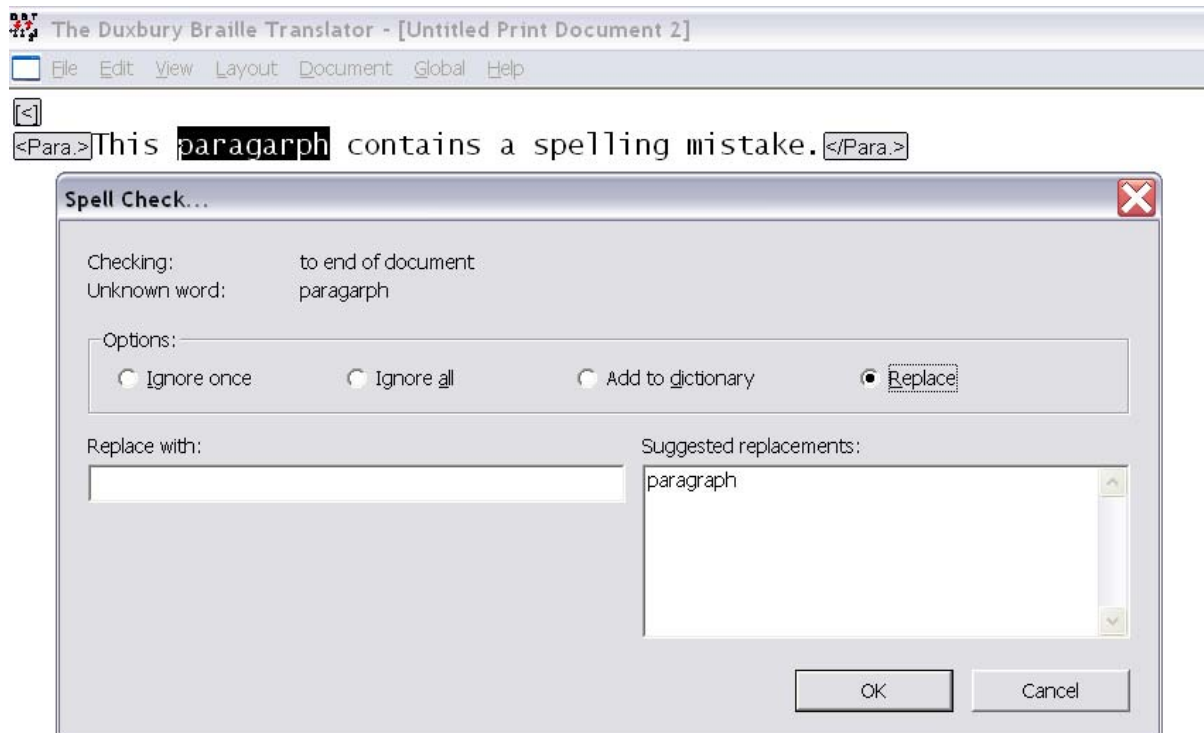 The Duxbury Braille Translator - [Untitled Print Document 2]
File Edit View Layout Document Global Help
[<]
<Para.>This paragarph contains a spelling mistake.</Para.>
Spell Check...
Checking: to end of document
Unknown word: paragarph
Options:
Ignore once Ignore all Add to dictionary Replace
Replace with: Suggested replacements:
paragraph
OK Cancel